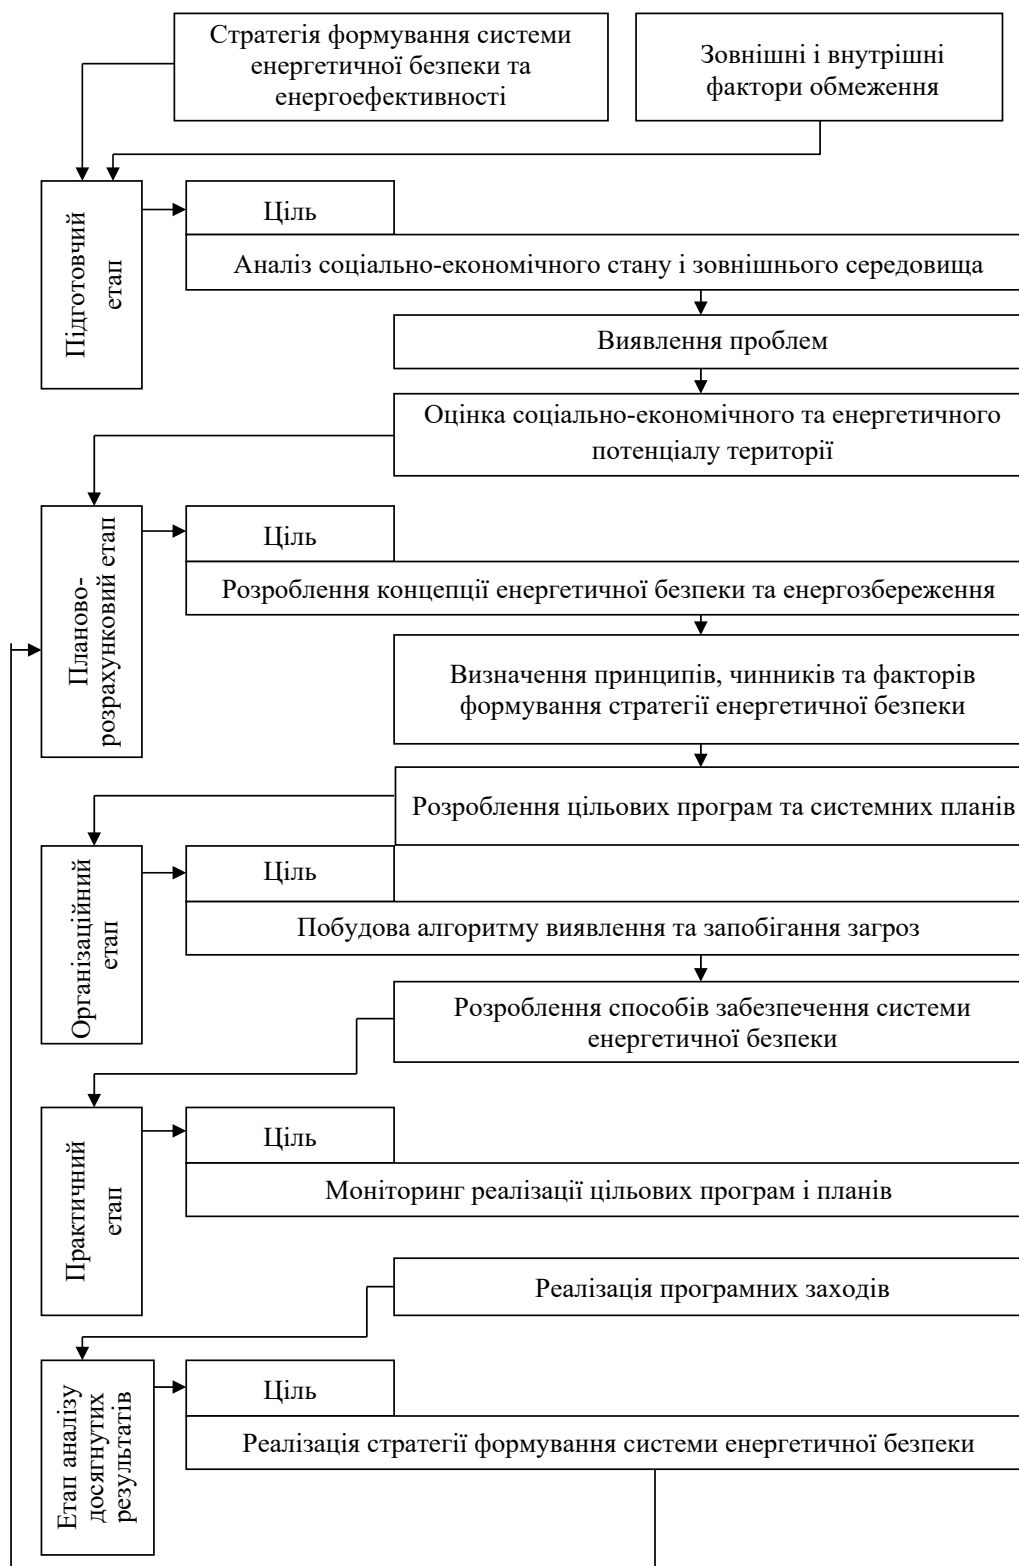 Стратегія формування системи
енергетичної безпеки та
енергоефективності
Зовнішні і внутрішні
фактори обмеження
Підготовчий
етап
Ціль
Аналіз соціально-економічного стану і зовнішнього середовища
Виявлення проблем
Оцінка соціально-економічного та енергетичного
потенціалу території
Планово-
розрахунковий етап
Ціль
Розроблення концепції енергетичної безпеки та енергозбереження
Визначення принципів, чинників та факторів
формування стратегії енергетичної безпеки
Розроблення цільових програм та системних планів
Організаційний
етап
Ціль
Побудова алгоритму виявлення та запобігання загроз
Розроблення способів забезпечення системи
енергетичної безпеки
Практичний
етап
Ціль
Моніторинг реалізації цільових програм і планів
Реалізація програмних заходів
Етап аналізу
досягнутих
результатів
Ціль
Реалізація стратегії формування системи енергетичної безпеки